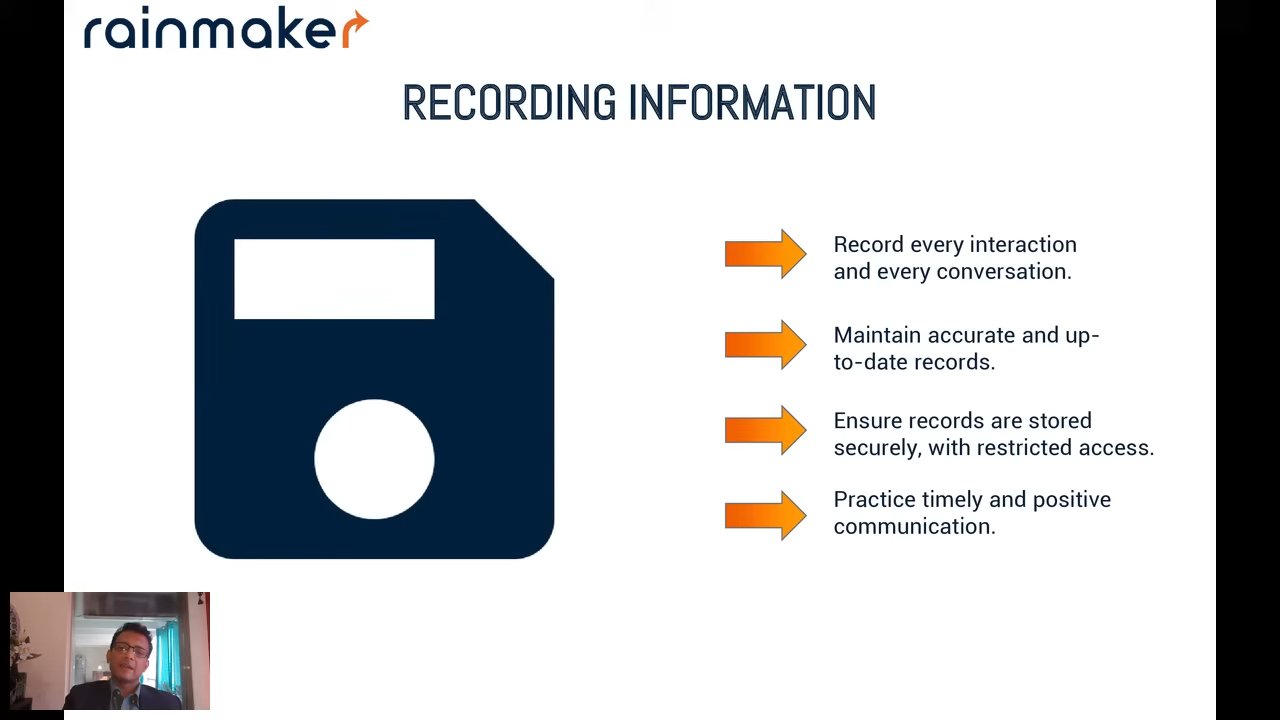 rainmaker
RECORDING INFORMATION
Record every interaction
and every conversation.
Maintain accurate and up-
to-date records.
Ensure records are stored
securely, with restricted access.
Practice timely and positive
communication.